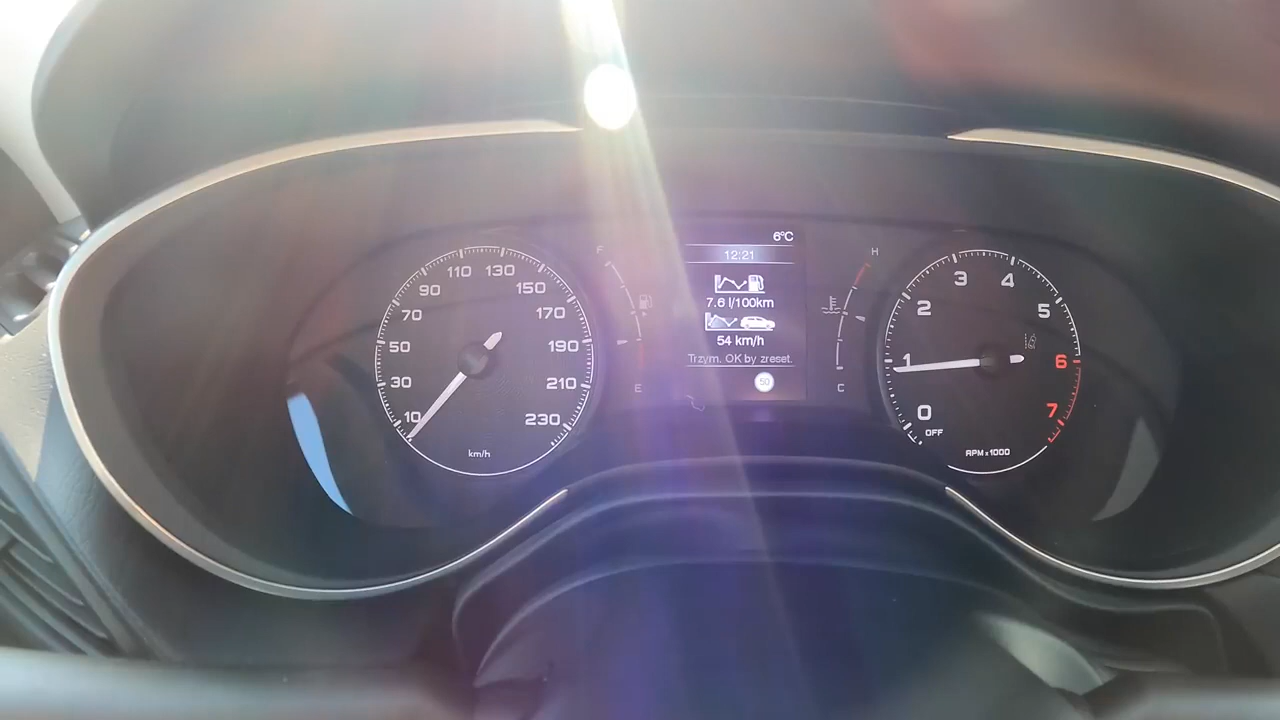 10
30
50
70
90
110
130
150
170
190
210
230
km/h
F
E
6°C
12:21
7.6 l/100km
54 km/h
Trzym. OK by zreset.
50
H
C
OFF
0
1
2
3
4
5
6
7
RPM x 1000